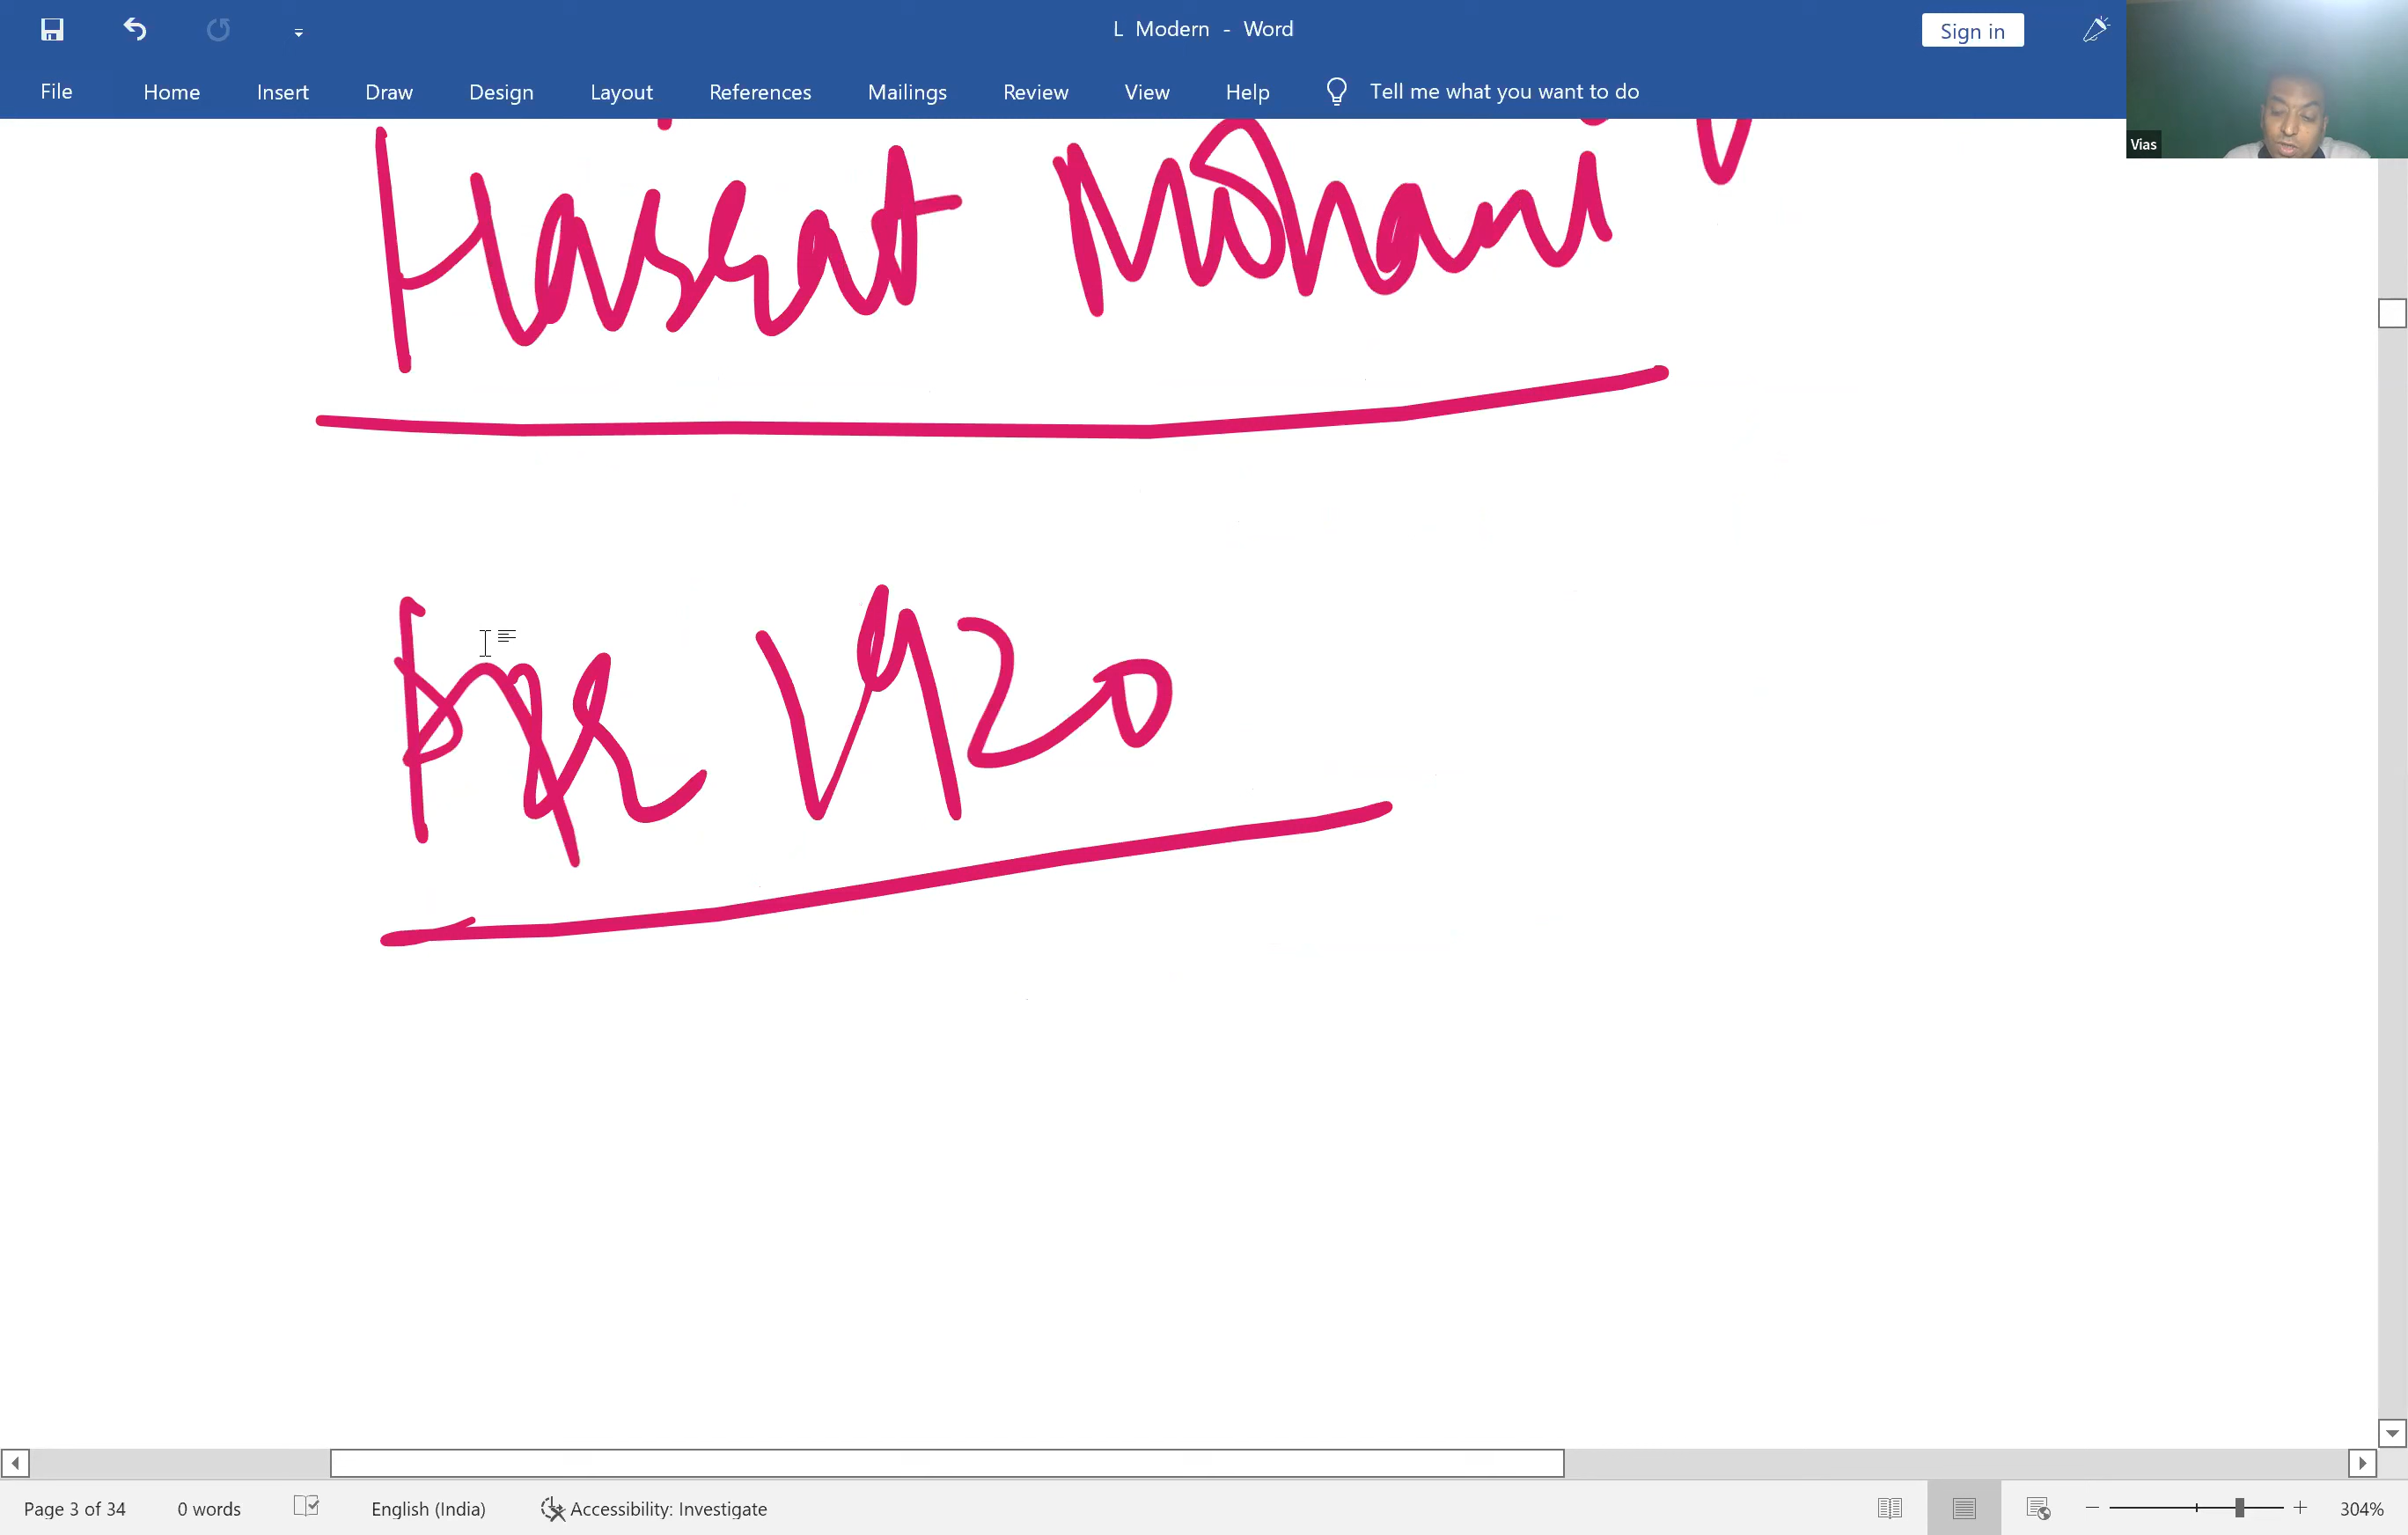 L Modern - Word
Sign in
File Home Insert Draw Design Layout References Mailings Review View Help Tell me what you want to do
Vias
Hasrat Mohani
1920
Page 3 of 34 0 words English (India) Accessibility: Investigate 304%